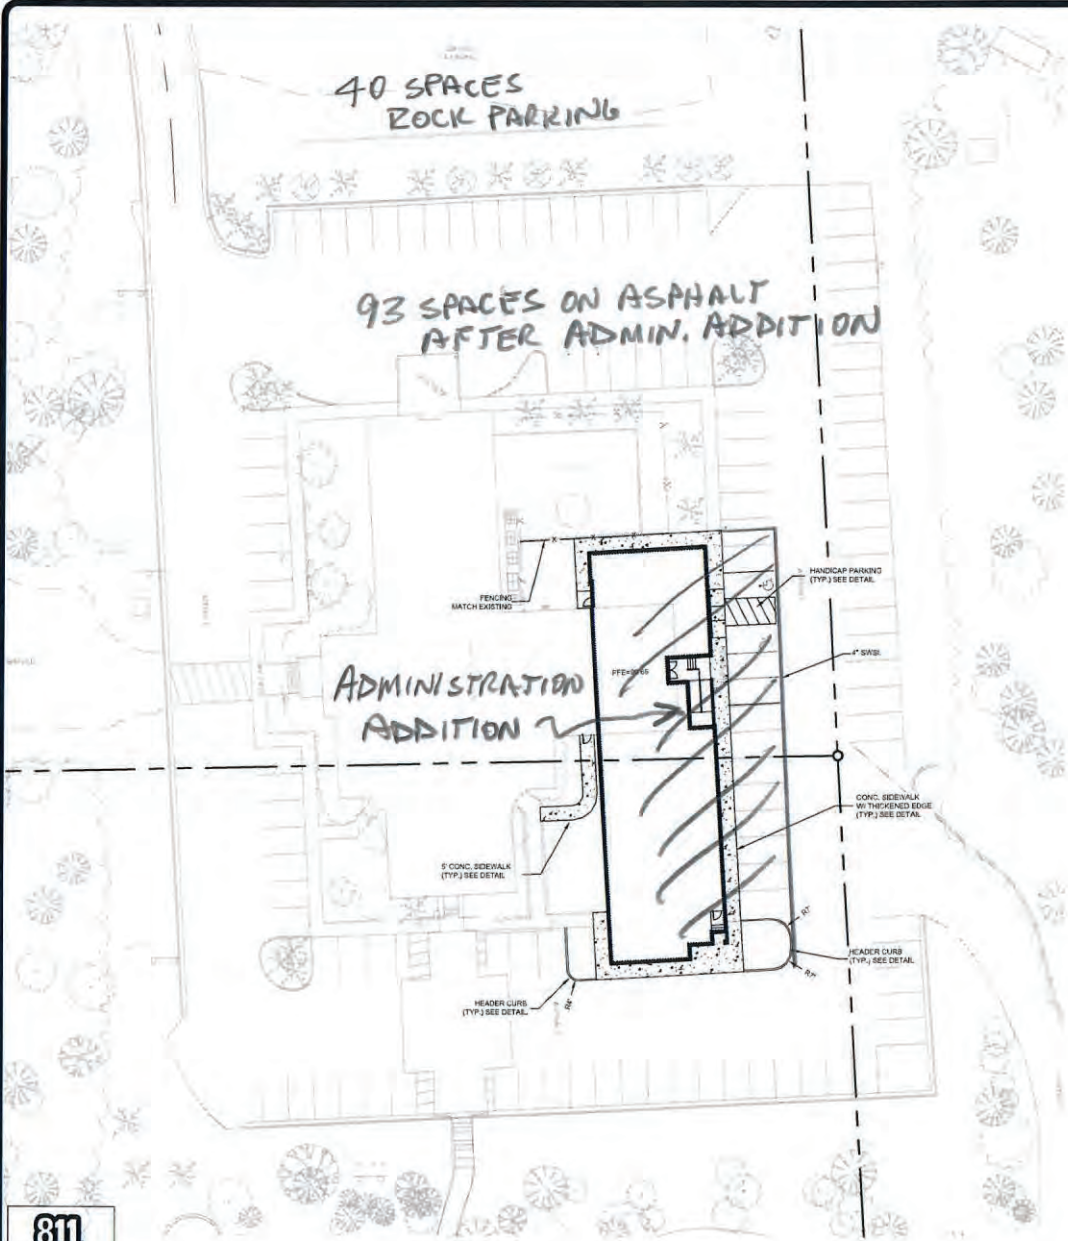 40 SPACES
ROCK PARKING
93 SPACES ON ASPHALT
AFTER ADMIN. ADDITION
HANDICAP PARKING
(TYP.) SEE DETAIL
FENCING
MATCH EXISTING
4" SWSL
ADMINISTRATION
ADDITION
CONC. SIDEWALK
W/ THICKENED EDGE
(TYP.) SEE DETAIL
5' CONC. SIDEWALK
(TYP.) SEE DETAIL
HEADER CURB
(TYP.) SEE DETAIL
HEADER CURB
(TYP.) SEE DETAIL
811